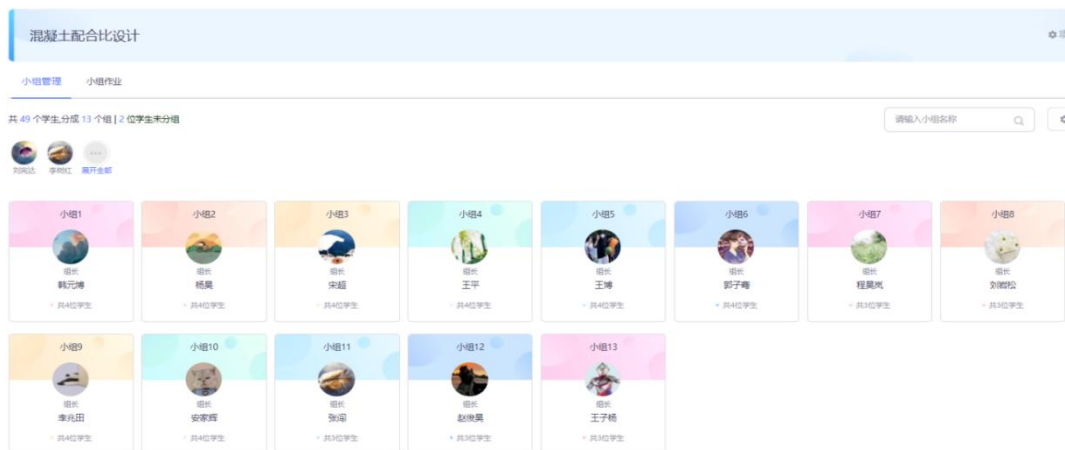 混凝土配合比设计
小组管理 小组作业
共 49 个学生,分成 13 个组 | 2 位学生未分组
请输入小组名称
刘宪达 李树红 展开全部
小组1 小组2 小组3 小组4 小组5 小组6 小组7 小组8
组长 组长 组长 组长 组长 组长 组长 组长
韩元博 杨昊 宋超 王平 王博 程昊岚 刘岩松
共4位学生 共4位学生 共4位学生 共4位学生 共4位学生 共4位学生 共3位学生 共3位学生
小组9 小组10 小组11 小组12 小组13
组长 组长 组长 组长 组长
李兆田 安家辉 赵俊昊 王子杨
共4位学生 共4位学生 共3位学生 共3位学生 共3位学生